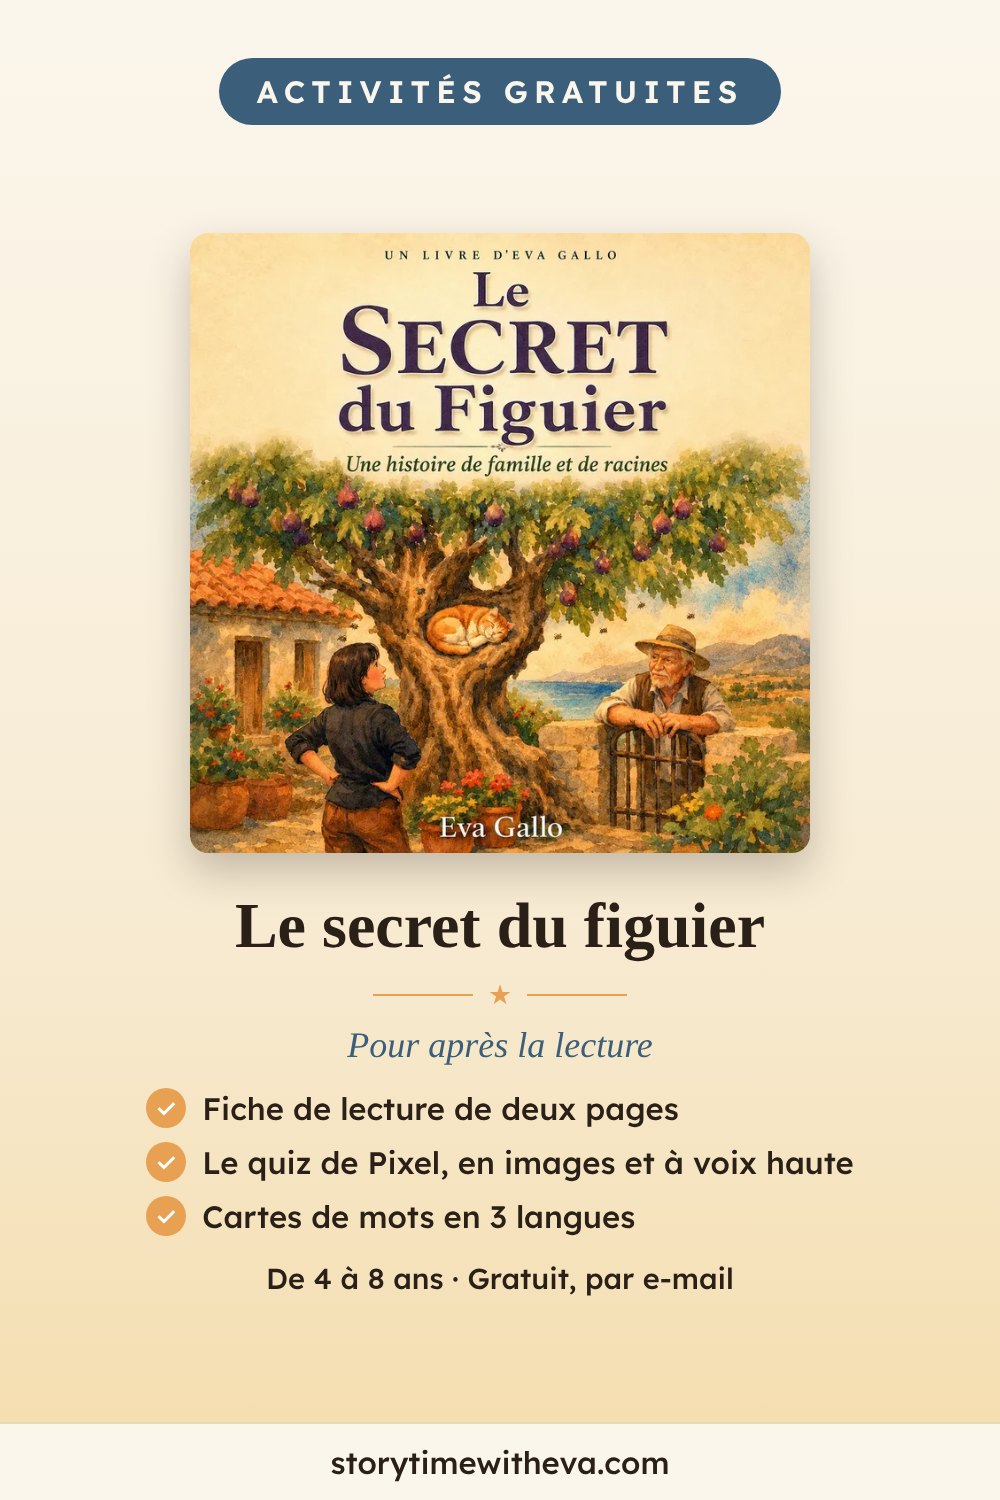 ACTIVITÉS GRATUITES
UN LIVRE D'EVA GALLO
Le
SECRET
du Figuier
Une histoire de famille et de racines
Eva Gallo
Le secret du figuier
Pour après la lecture
Fiche de lecture de deux pages
Le quiz de Pixel, en images et à voix haute
Cartes de mots en 3 langues
De 4 à 8 ans · Gratuit, par e-mail
storytimewitheva.com